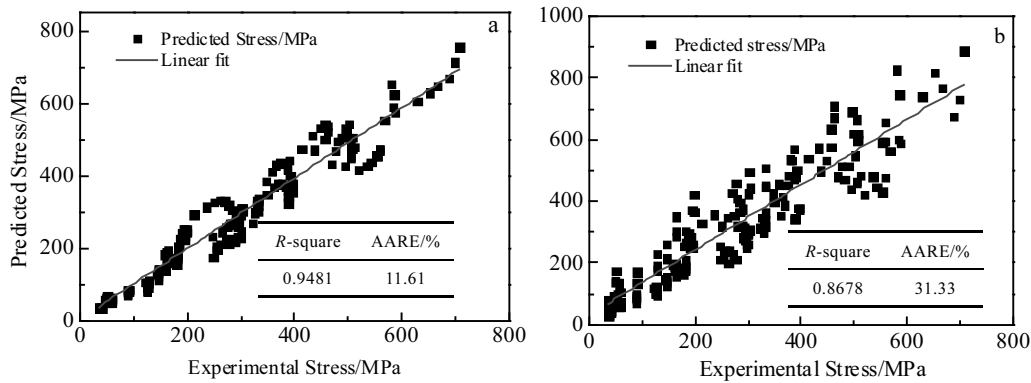 a
Predicted Stress/MPa
Linear fit
800
600
400
200
0
Predicted Stress/MPa
R-square AARE/%
0.9481 11.61
0 200 400 600 800
Experimental Stress/MPa
b
Predicted stress/MPa
Linear fit
1000
800
600
400
200
0
R-square AARE/%
0.8678 31.33
200 400 600 800
Experimental Stress/MPa